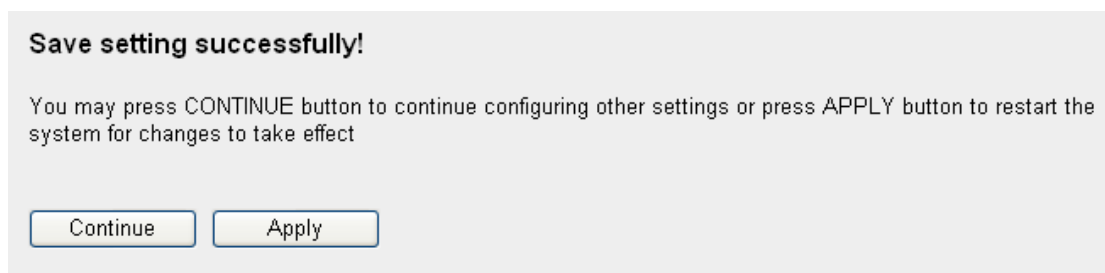 Save setting successfully!
You may press CONTINUE button to continue configuring other settings or press APPLY button to restart the
system for changes to take effect
Continue
Apply